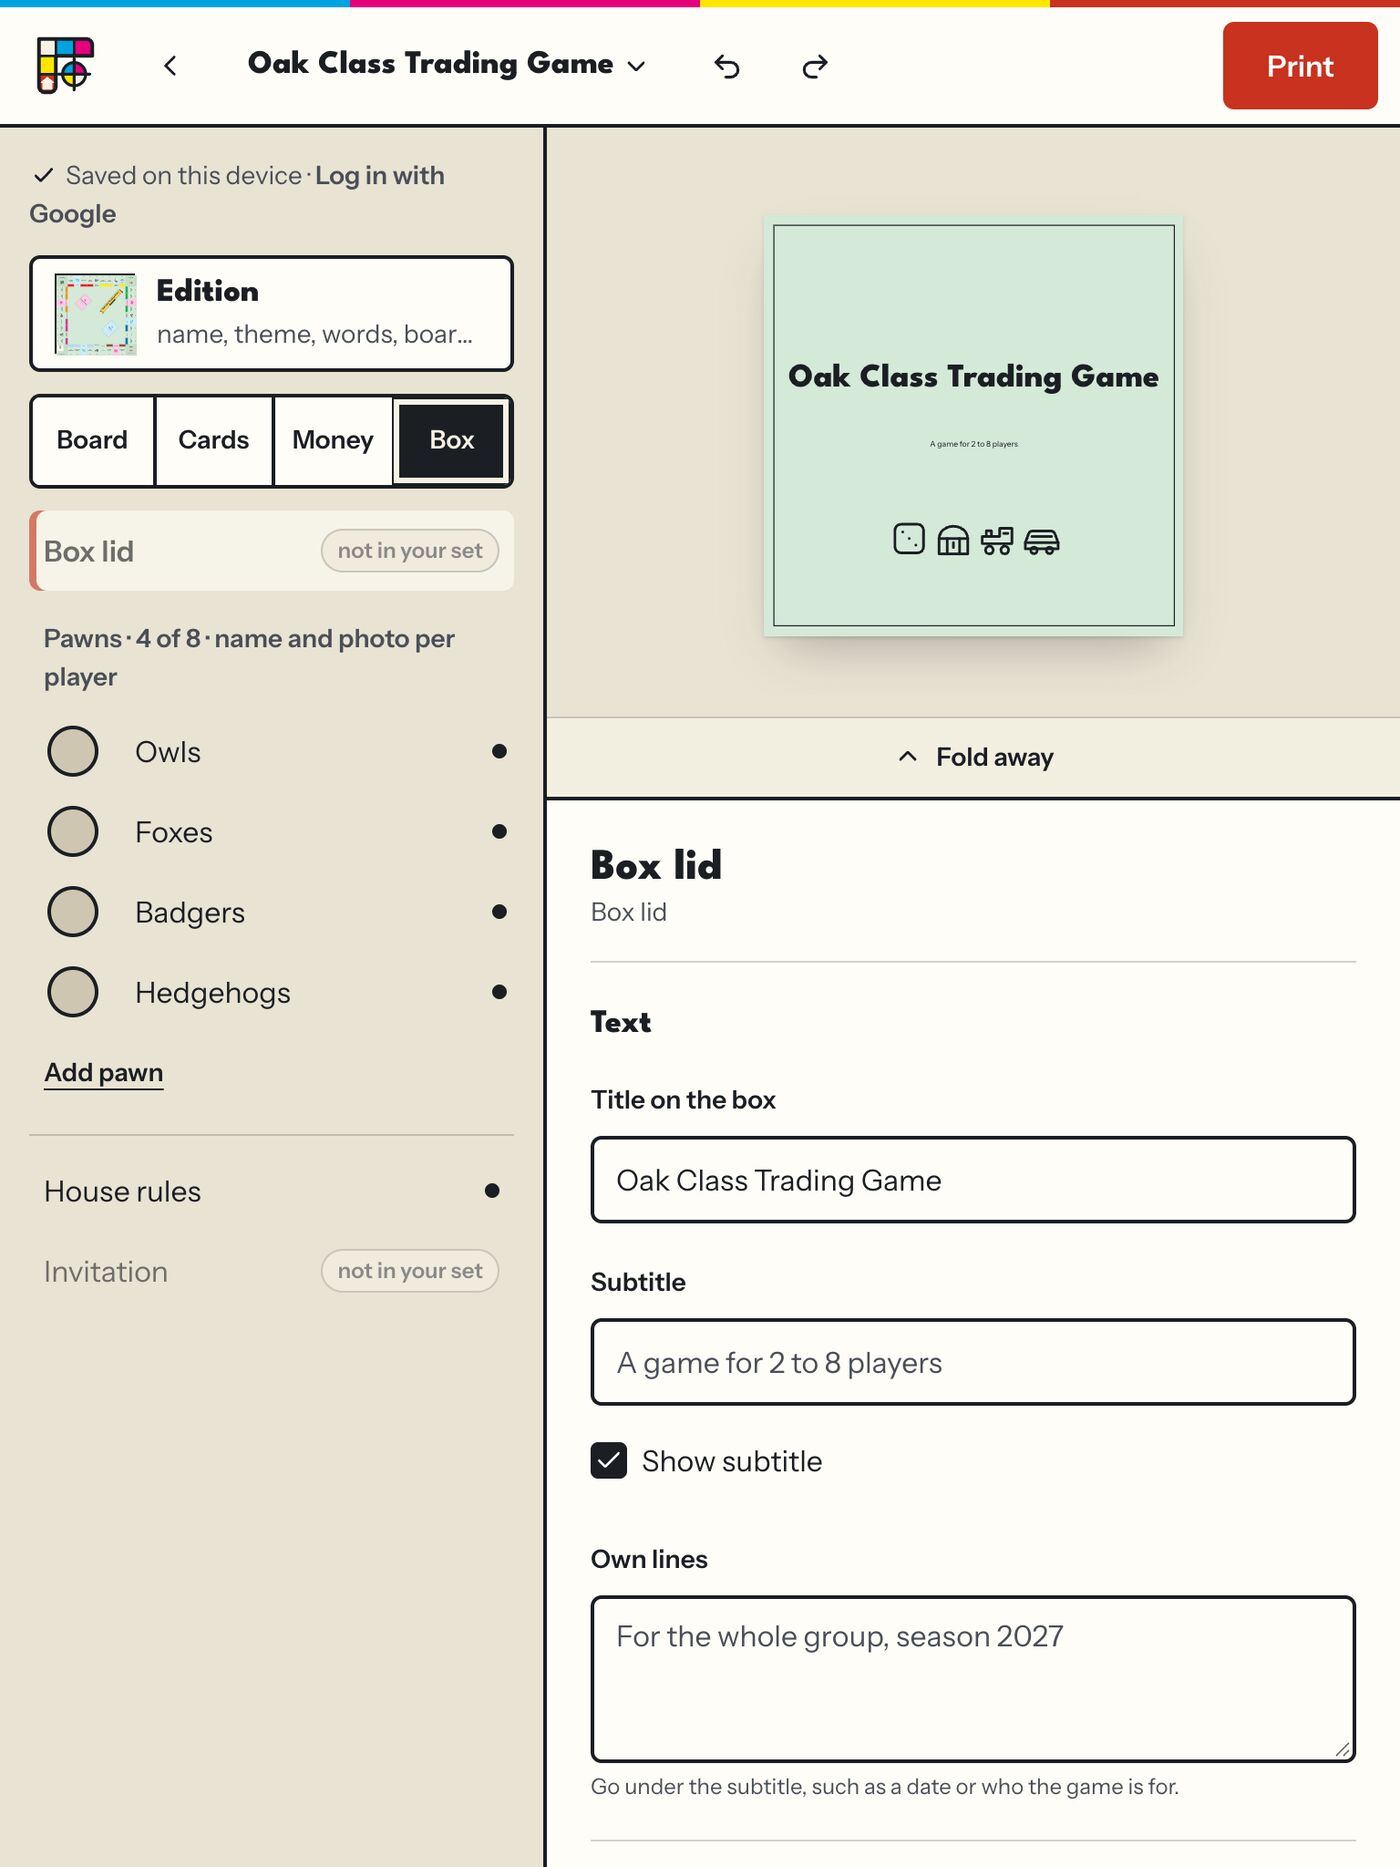 Oak Class Trading Game
Print
Saved on this device · Log in with
Google
Edition
name, theme, words, boar...
Board
Cards
Money
Box
Box lid
not in your set
Pawns · 4 of 8 · name and photo per
player
Owls
Foxes
Badgers
Hedgehogs
Add pawn
House rules
Invitation
not in your set
Oak Class Trading Game
A game for 2 to 8 players
Fold away
Box lid
Box lid
Text
Title on the box
Oak Class Trading Game
Subtitle
A game for 2 to 8 players
Show subtitle
Own lines
For the whole group, season 2027
Go under the subtitle, such as a date or who the game is for.